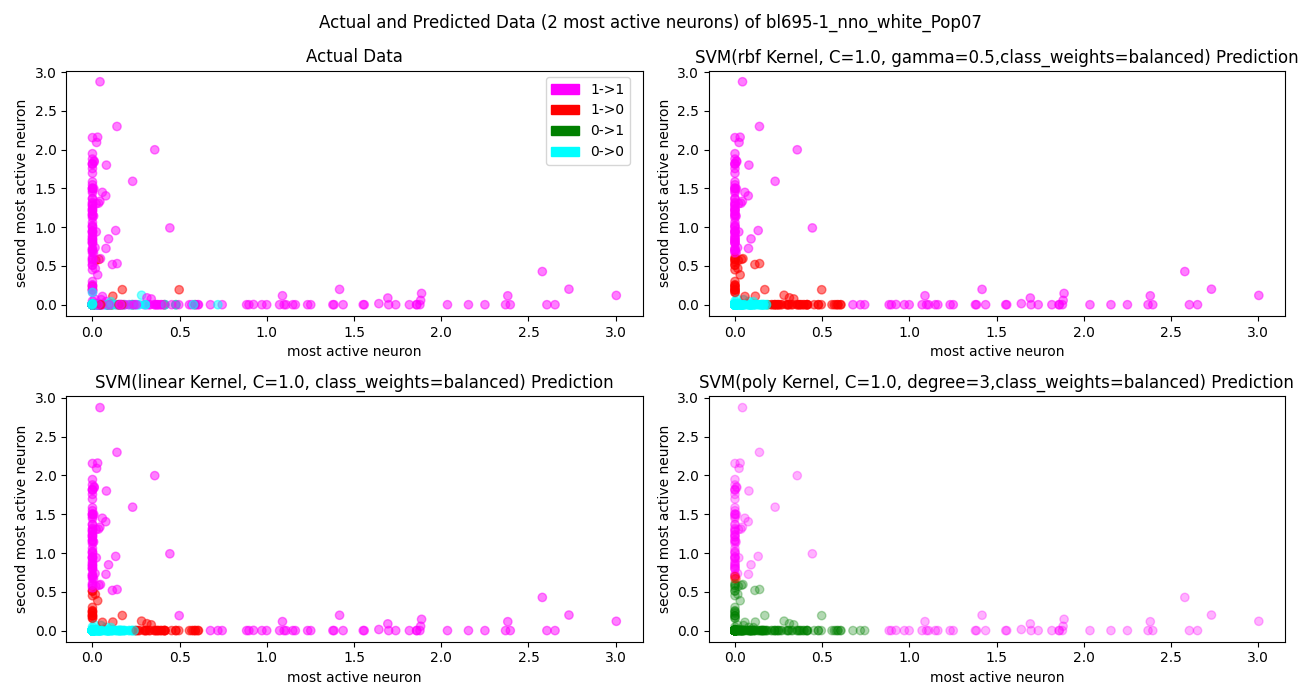 Actual and Predicted Data (2 most active neurons) of bl695-1_nno_white_Pop07
Actual Data
3.0
2.5
2.0
1.5
1.0
0.5
0.0
second most active neuron
1->1
1->0
0->1
0->0
0.0 0.5 1.0 1.5 2.0 2.5 3.0
most active neuron
SVM(rbf Kernel, C=1.0, gamma=0.5,class_weights=balanced) Prediction
3.0
2.5
2.0
1.5
1.0
0.5
0.0
second most active neuron
0.0 0.5 1.0 1.5 2.0 2.5 3.0
most active neuron
SVM(linear Kernel, C=1.0, class_weights=balanced) Prediction
3.0
2.5
2.0
1.5
1.0
0.5
0.0
second most active neuron
0.0 0.5 1.0 1.5 2.0 2.5 3.0
most active neuron
SVM(poly Kernel, C=1.0, degree=3,class_weights=balanced) Prediction
3.0
2.5
2.0
1.5
1.0
0.5
0.0
second most active neuron
0.0 0.5 1.0 1.5 2.0 2.5 3.0
most active neuron